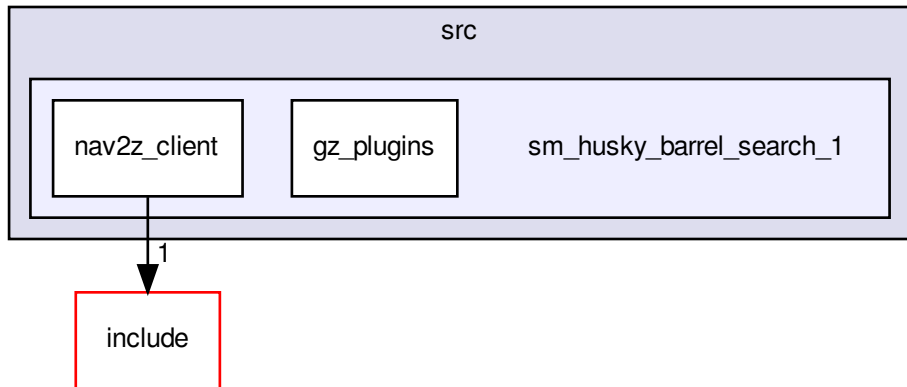 src
nav2z_client
gz_plugins
sm_husky_barrel_search_1
1
include